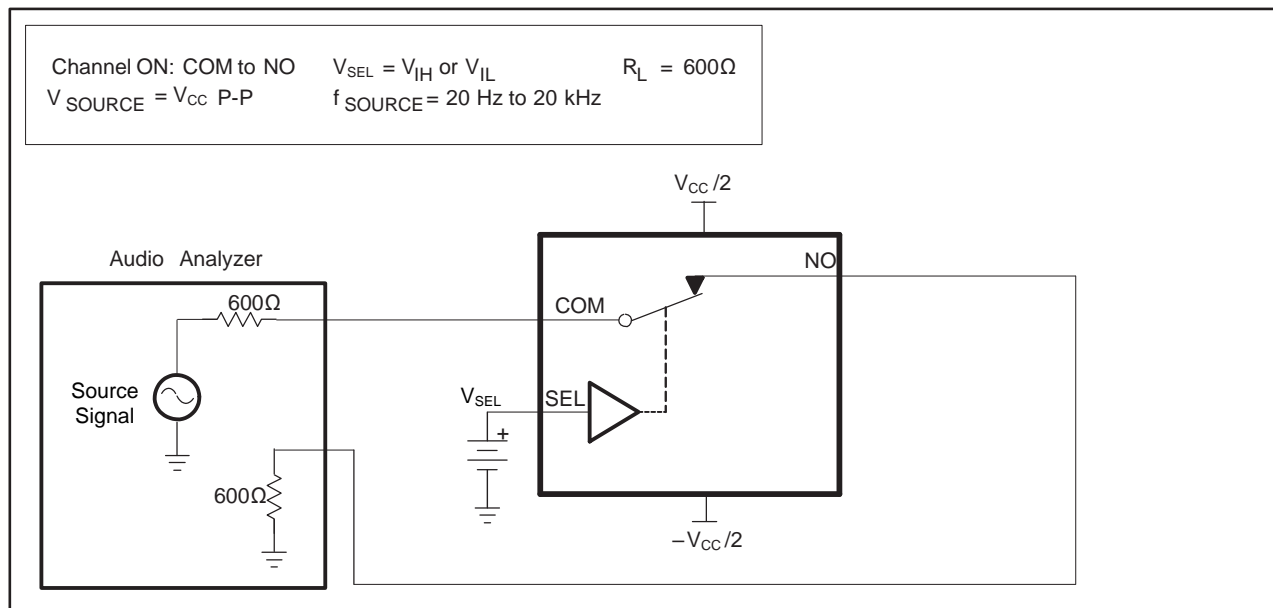 Channel ON: COM to NO V_SEL = V_IH or V_IL R_L = 600Ω
V_SOURCE = V_CC P-P f_SOURCE = 20 Hz to 20 kHz
V_CC/2
Audio Analyzer
NO
600Ω
COM
Source
Signal
V_SEL
SEL
+
600Ω
–V_CC/2